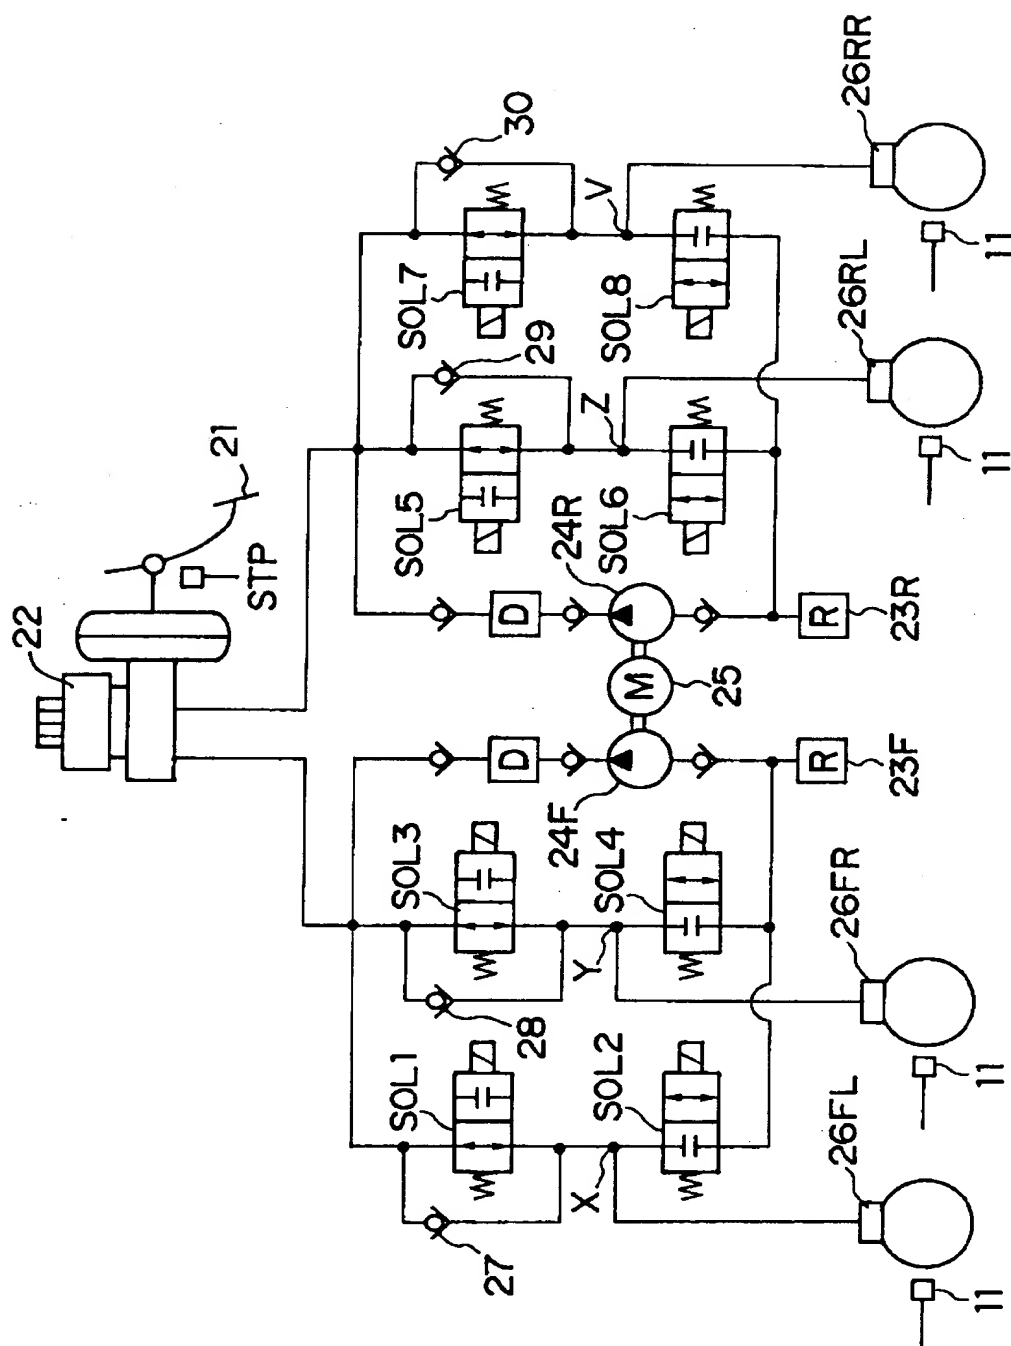 22
21
STP
30
SOL7
V
SOL8
26RR
11
29
SOL5
Z
SOL6
26RL
11
24R
D
R
23R
M
25
D
24F
R
23F
SOL3
28
Y
SOL4
26FR
11
SOL1
27
X
SOL2
26FL
11